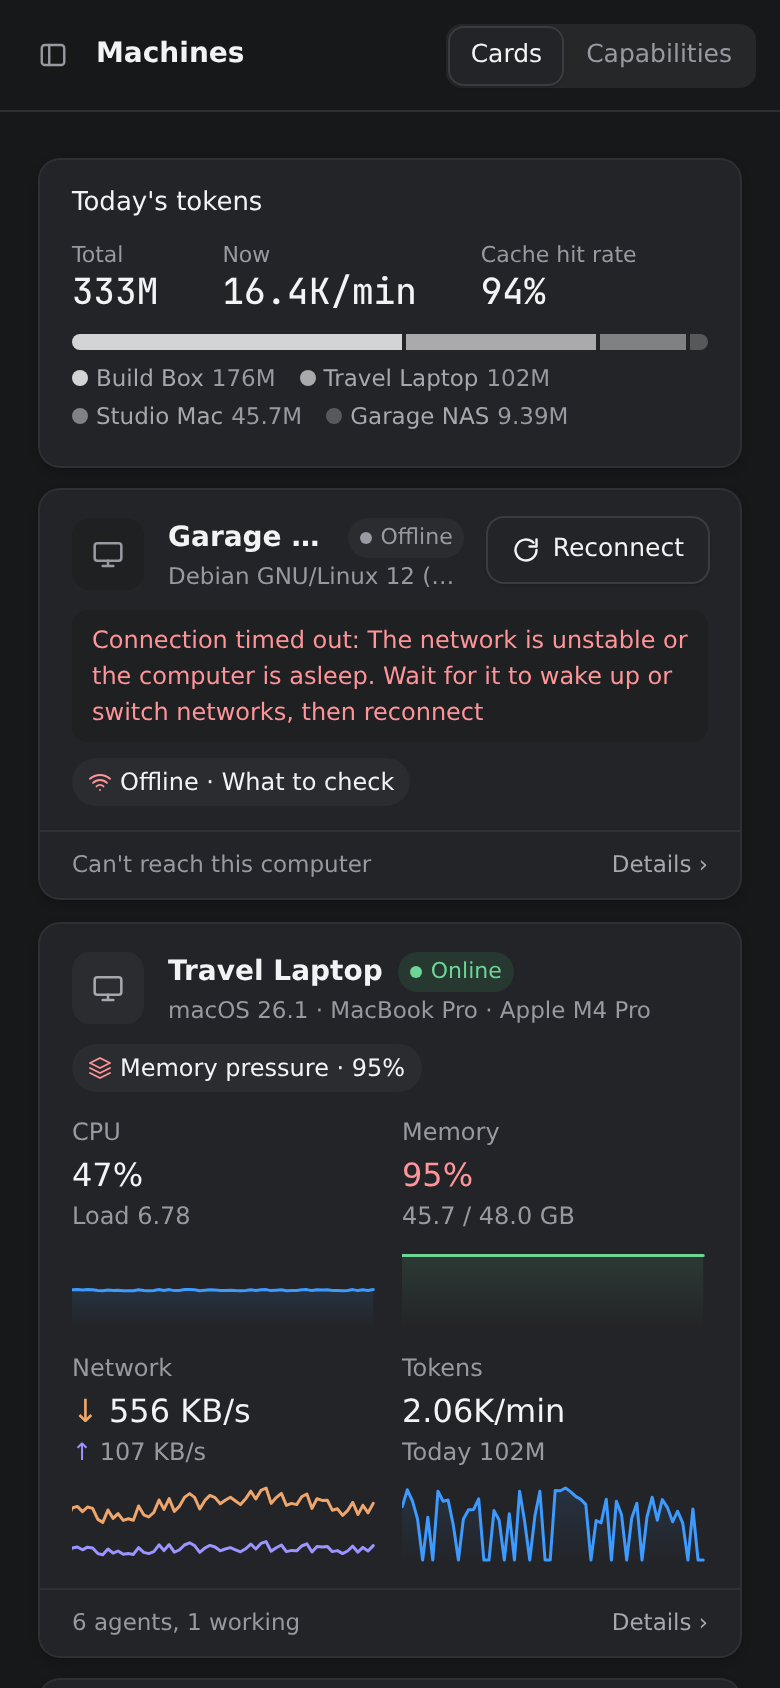 Machines
Cards
Capabilities
Today's tokens
Total
Now
Cache hit rate
333M
16.4K/min
94%
Build Box 176M
Travel Laptop 102M
Studio Mac 45.7M
Garage NAS 9.39M
Garage ...
Offline
Reconnect
Debian GNU/Linux 12 (...
Connection timed out: The network is unstable or
the computer is asleep. Wait for it to wake up or
switch networks, then reconnect
Offline · What to check
Can't reach this computer
Details ›
Travel Laptop
Online
macOS 26.1 · MacBook Pro · Apple M4 Pro
Memory pressure · 95%
CPU
Memory
47%
95%
Load 6.78
45.7 / 48.0 GB
Network
Tokens
↓ 556 KB/s
2.06K/min
↑ 107 KB/s
Today 102M
6 agents, 1 working
Details ›